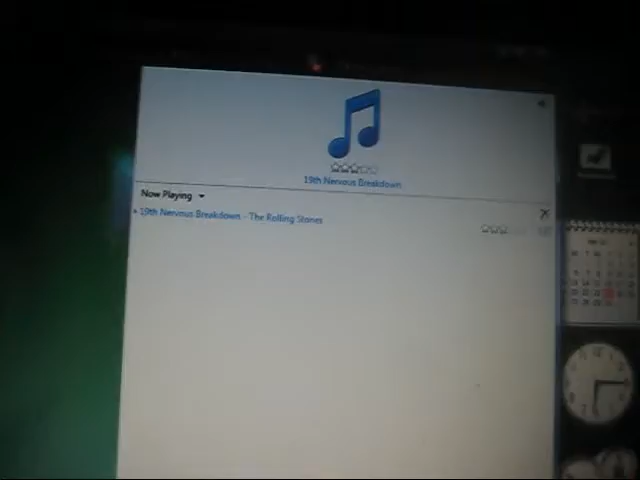 19th Nervous Breakdown
Now Playing
19th Nervous Breakdown - The Rolling Stones